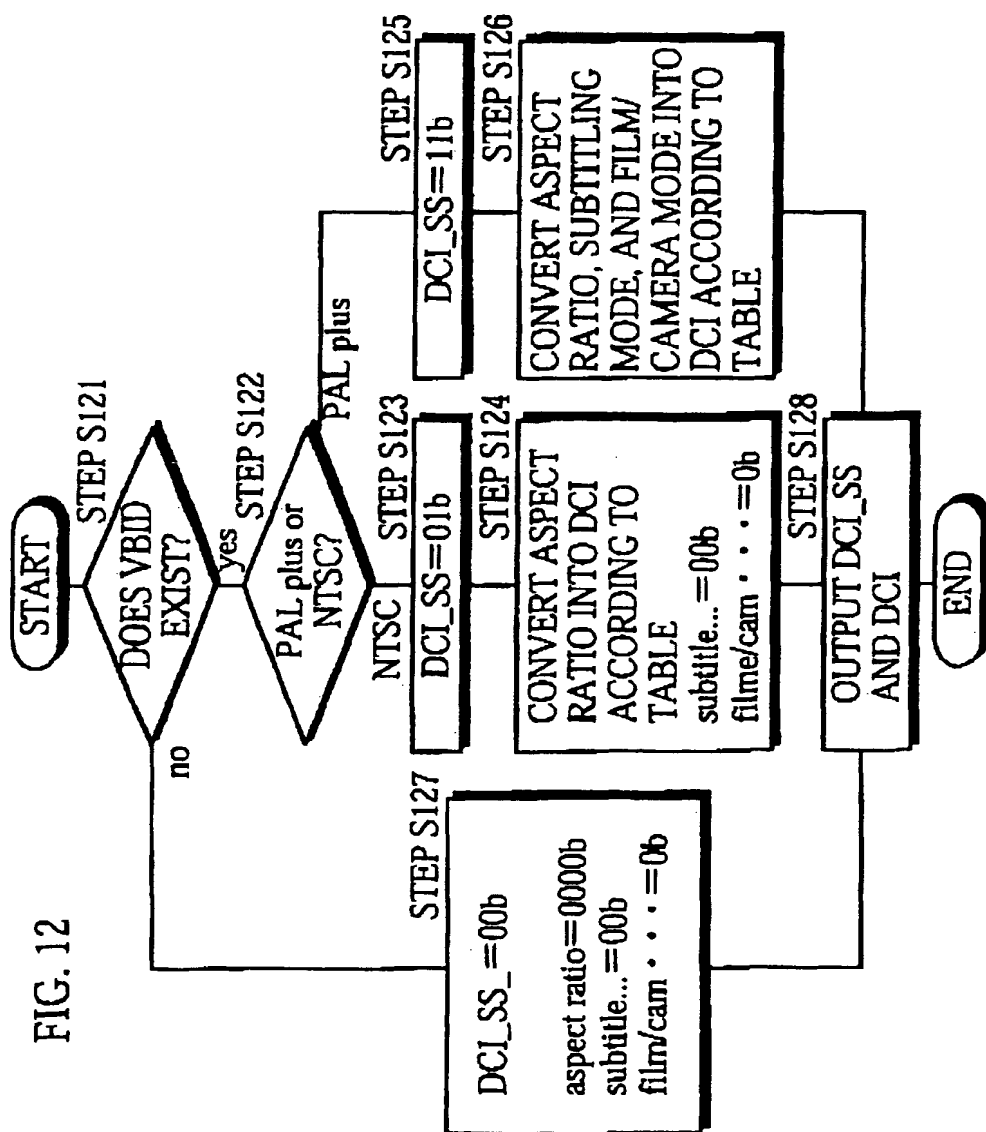 FIG. 12
START
STEP S121
DOES VBID
EXIST?
no
yes
STEP S122
PAL plus or
NTSC?
NTSC
PAL plus
STEP S123
DCI_SS=01b
STEP S124
CONVERT ASPECT
RATIO INTO DCI
ACCORDING TO
TABLE
subtitle...=00b
filme/cam・・・・=0b
STEP S125
DCI_SS=11b
STEP S126
CONVERT ASPECT
RATIO, SUBTITLING
MODE, AND FILM/
CAMERA MODE INTO
DCI ACCORDING TO
TABLE
STEP S127
DCI_SS_=00b
aspect ratio=0000b
subtitle...=00b
film/cam・・・・=0b
STEP S128
OUTPUT DCI_SS
AND DCI
END